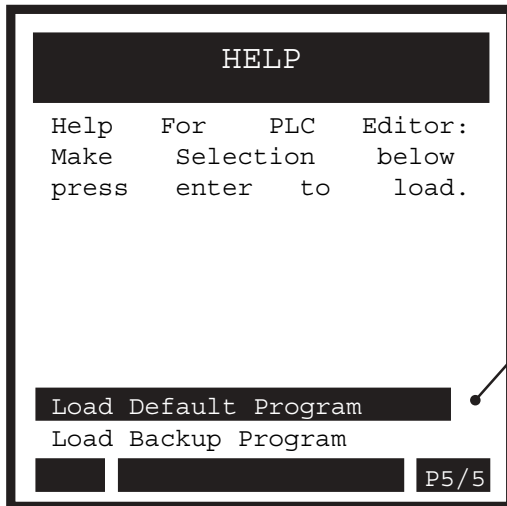 HELP
Help For PLC Editor:
Make Selection below
press enter to load.
Load Default Program
Load Backup Program
P5/5